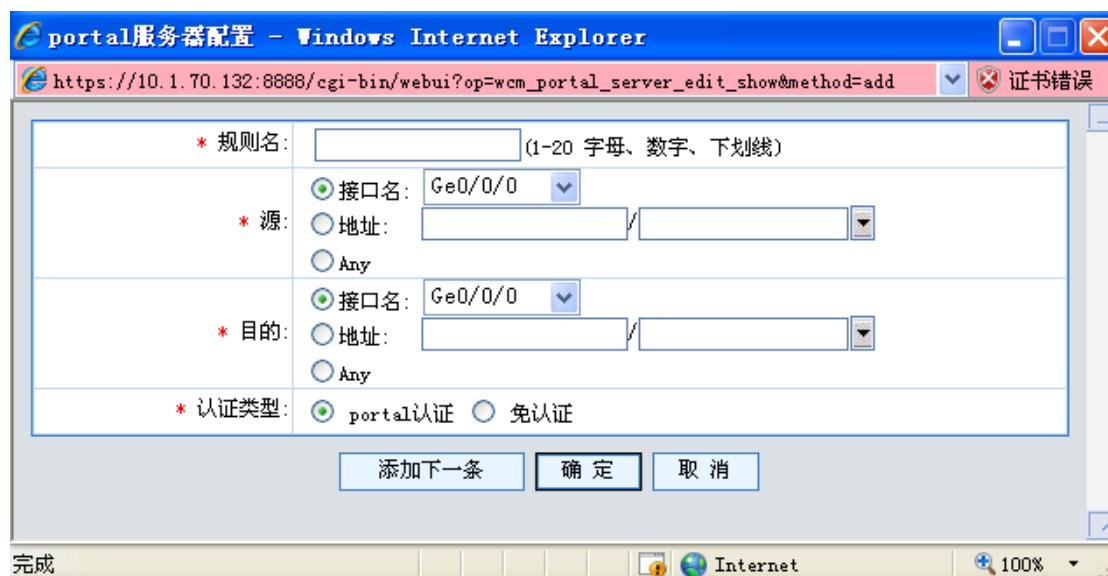 portal服务器配置 - Windows Internet Explorer
https://10.1.70.132:8888/cgi-bin/webui?op=wcm_portal_server_edit_show&method=add 证书错误
* 规则名: (1-20 字母、数字、下划线)
* 源: 接口名: Ge0/0/0
地址: /
Any
* 目的: 接口名: Ge0/0/0
地址: /
Any
* 认证类型: portal认证 免认证
添加下一条 确 定 取 消
完成 Internet 100%